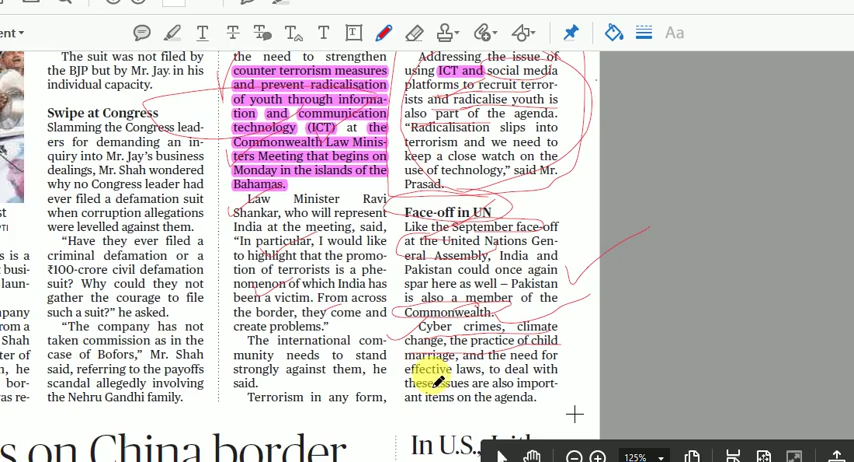 The suit was not filed by
the BJP but by Mr. Jay in his
individual capacity.
Swipe at Congress
Slamming the Congress lead-
ers for demanding an in-
quiry into Mr. Jay's business
dealings, Mr. Shah wondered
why no Congress leader had
ever filed a defamation suit
when corruption allegations
were levelled against them.
"Have they ever filed a
criminal defamation or a
₹100-crore civil defamation
suit? Why could they not
gather the courage to file
such a suit?" he asked.
"The company has not
taken commission as in the
case of Bofors," Mr. Shah
said, referring to the payoffs
scandal allegedly involving
the Nehru Gandhi family.
the need to strengthen
counter terrorism measures
and prevent radicalisation
of youth through informa-
tion and communication
technology (ICT) at the
Commonwealth Law Minis-
ters Meeting that begins on
Monday in the islands of the
Bahamas.
Law Minister Ravi
Shankar, who will represent
India at the meeting, said,
"In particular, I would like
to highlight that the promo-
tion of terrorists is a phe-
nomenon of which India has
been a victim. From across
the border, they come and
create problems."
The international com-
munity needs to stand
strongly against them, he
said.
Terrorism in any form,
Addressing the issue of
using ICT and social media
platforms to recruit terror-
ists and radicalise youth is
also part of the agenda.
"Radicalisation slips into
terrorism and we need to
keep a close watch on the
use of technology," said Mr.
Prasad.
Face-off in UN
Like the September face-off
at the United Nations Gen-
eral Assembly, India and
Pakistan could once again
spar here as well – Pakistan
is also a member of the
Commonwealth.
Cyber crimes, climate
change, the practice of child
marriage, and the need for
effective laws, to deal with
these issues are also import-
ant items on the agenda.
s on China border
In U.S.,
125%
Aa